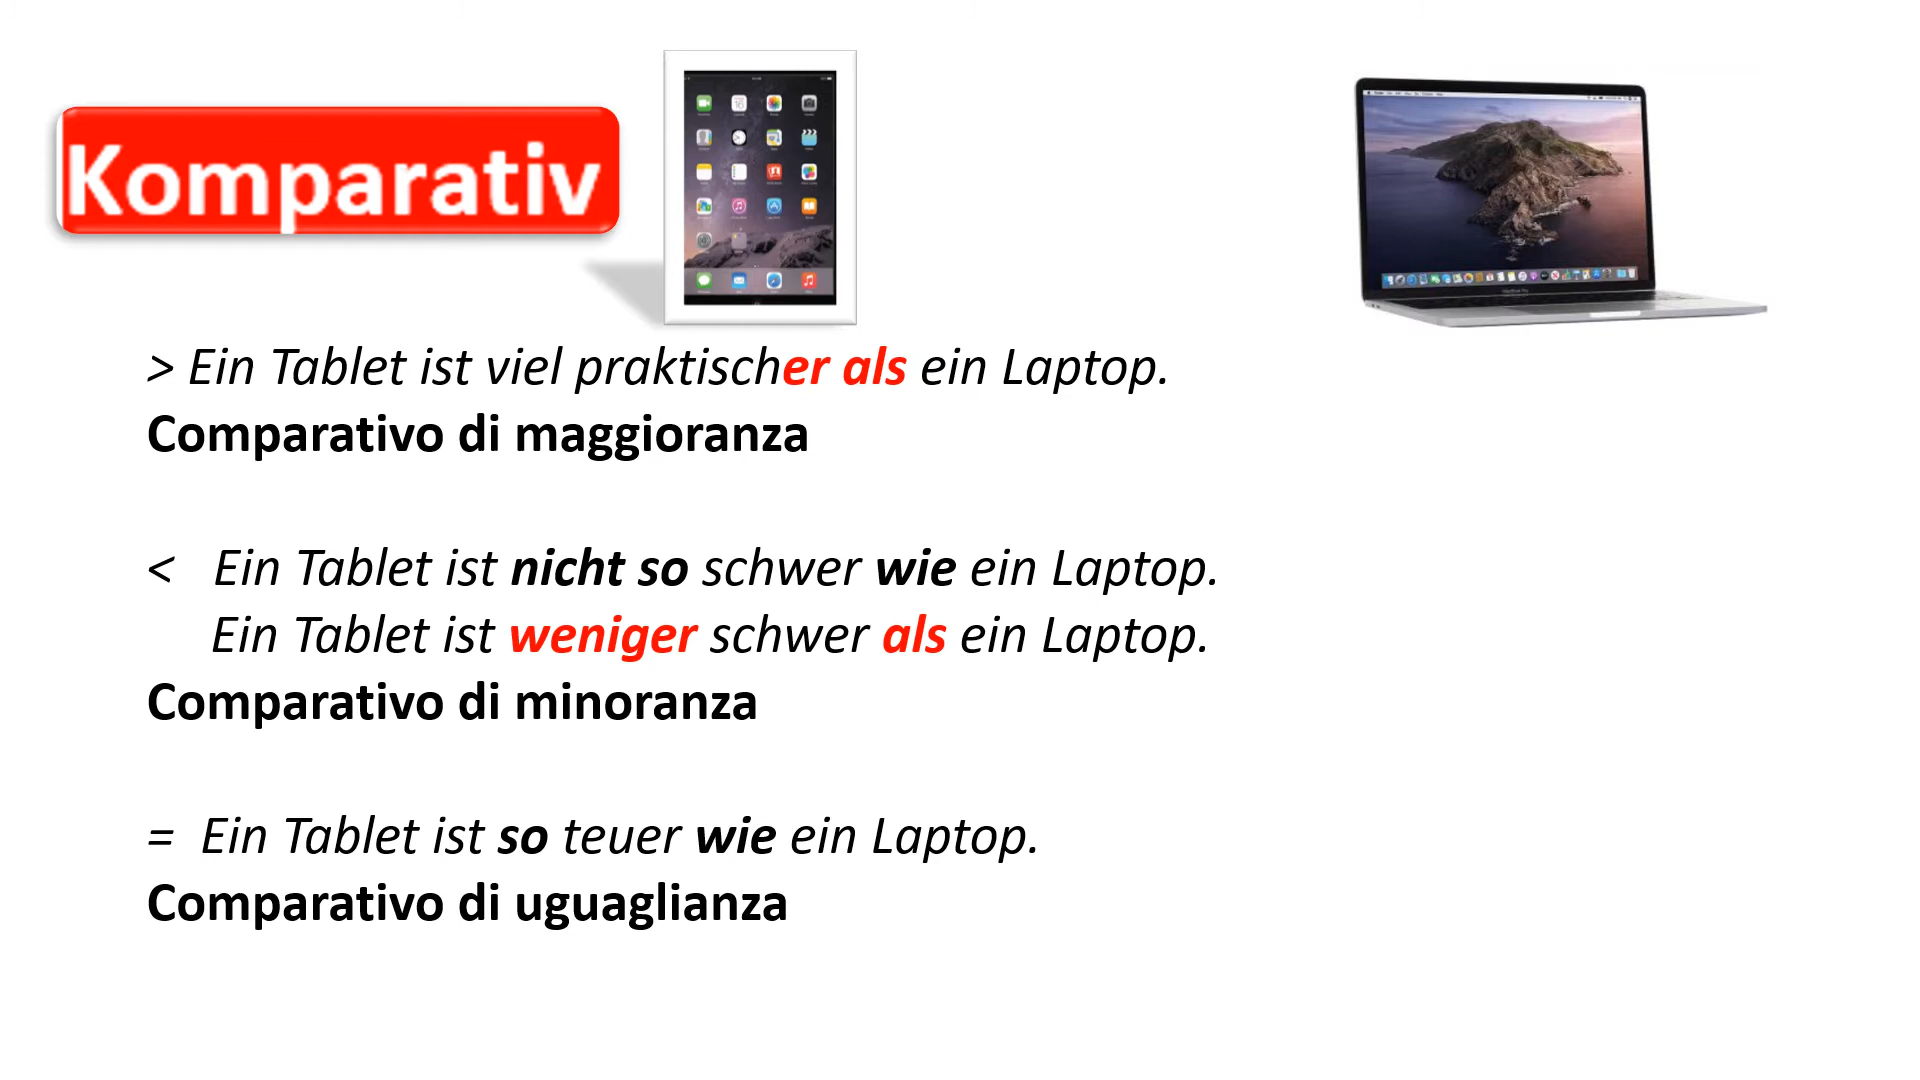 Komparativ
> Ein Tablet ist viel praktischer als ein Laptop.
Comparativo di maggioranza
< Ein Tablet ist nicht so schwer wie ein Laptop.
Ein Tablet ist weniger schwer als ein Laptop.
Comparativo di minoranza
= Ein Tablet ist so teuer wie ein Laptop.
Comparativo di uguaglianza